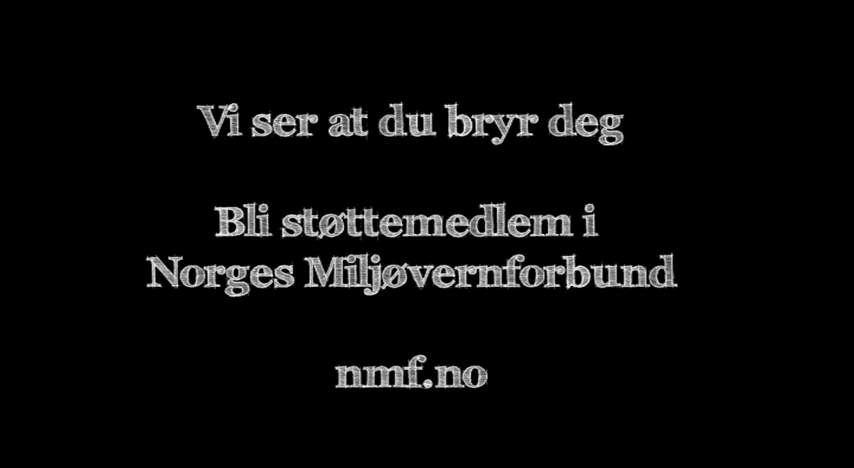 Vi ser at du bryr deg
Bli støttemedlem i
Norges Miljøvernforbund
nmf.no